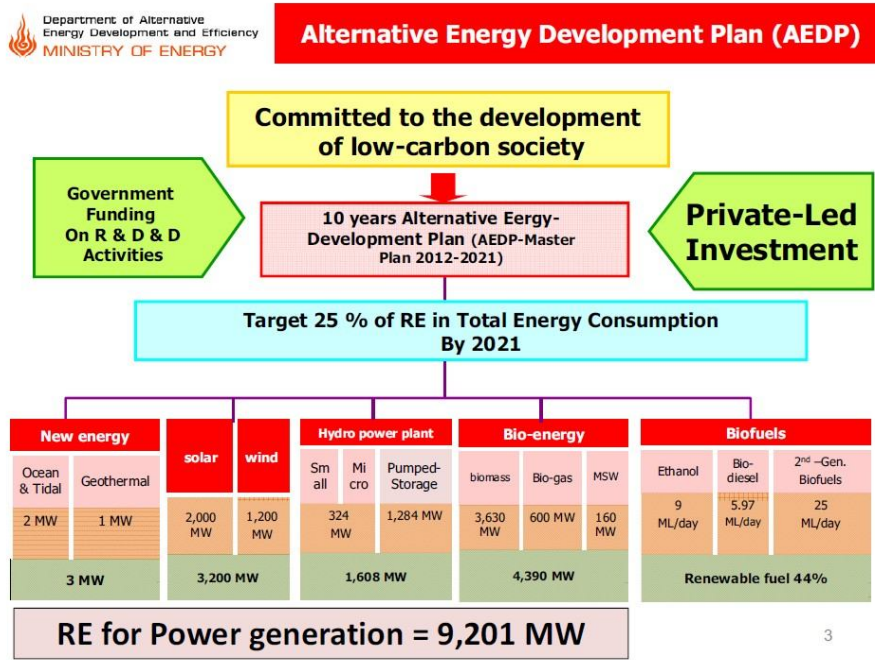 Department of Alternative
Energy Development and Efficiency
MINISTRY OF ENERGY
Alternative Energy Development Plan (AEDP)
Committed to the development
of low-carbon society
Government
Funding
On R & D & D
Activities
10 years Alternative Eergy-
Development Plan (AEDP-Master
Plan 2012-2021)
Private-Led
Investment
Target 25 % of RE in Total Energy Consumption
By 2021
New energy
Ocean
& Tidal
Geothermal
2 MW
1 MW
3 MW
solar
wind
2,000
MW
1,200
MW
3,200 MW
Hydro power plant
Sm
all
Mi
cro
Pumped-
Storage
324
MW
1,284 MW
1,608 MW
Bio-energy
biomass
Bio-gas
MSW
3,630
MW
600 MW
160
MW
4,390 MW
Biofuels
Ethanol
Bio-
diesel
2nd –Gen.
Biofuels
9
ML/day
5.97
ML/day
25
ML/day
Renewable fuel 44%
RE for Power generation = 9,201 MW
3